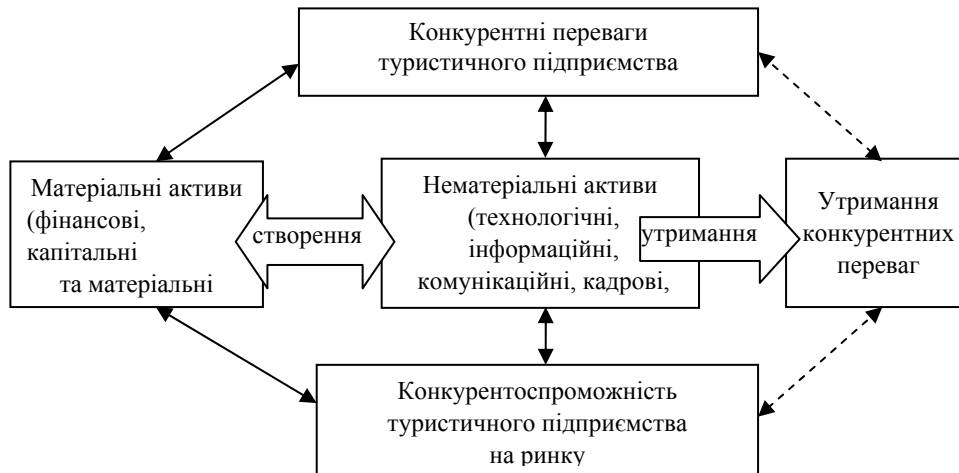 Конкурентні переваги
туристичного підприємства
Матеріальні активи
(фінансові,
капітальні
та матеріальні
створення
Нематеріальні активи
(технологічні,
інформаційні,
комунікаційні, кадрові,
утримання
Утримання
конкурентних
переваг
Конкурентоспроможність
туристичного підприємства
на ринку